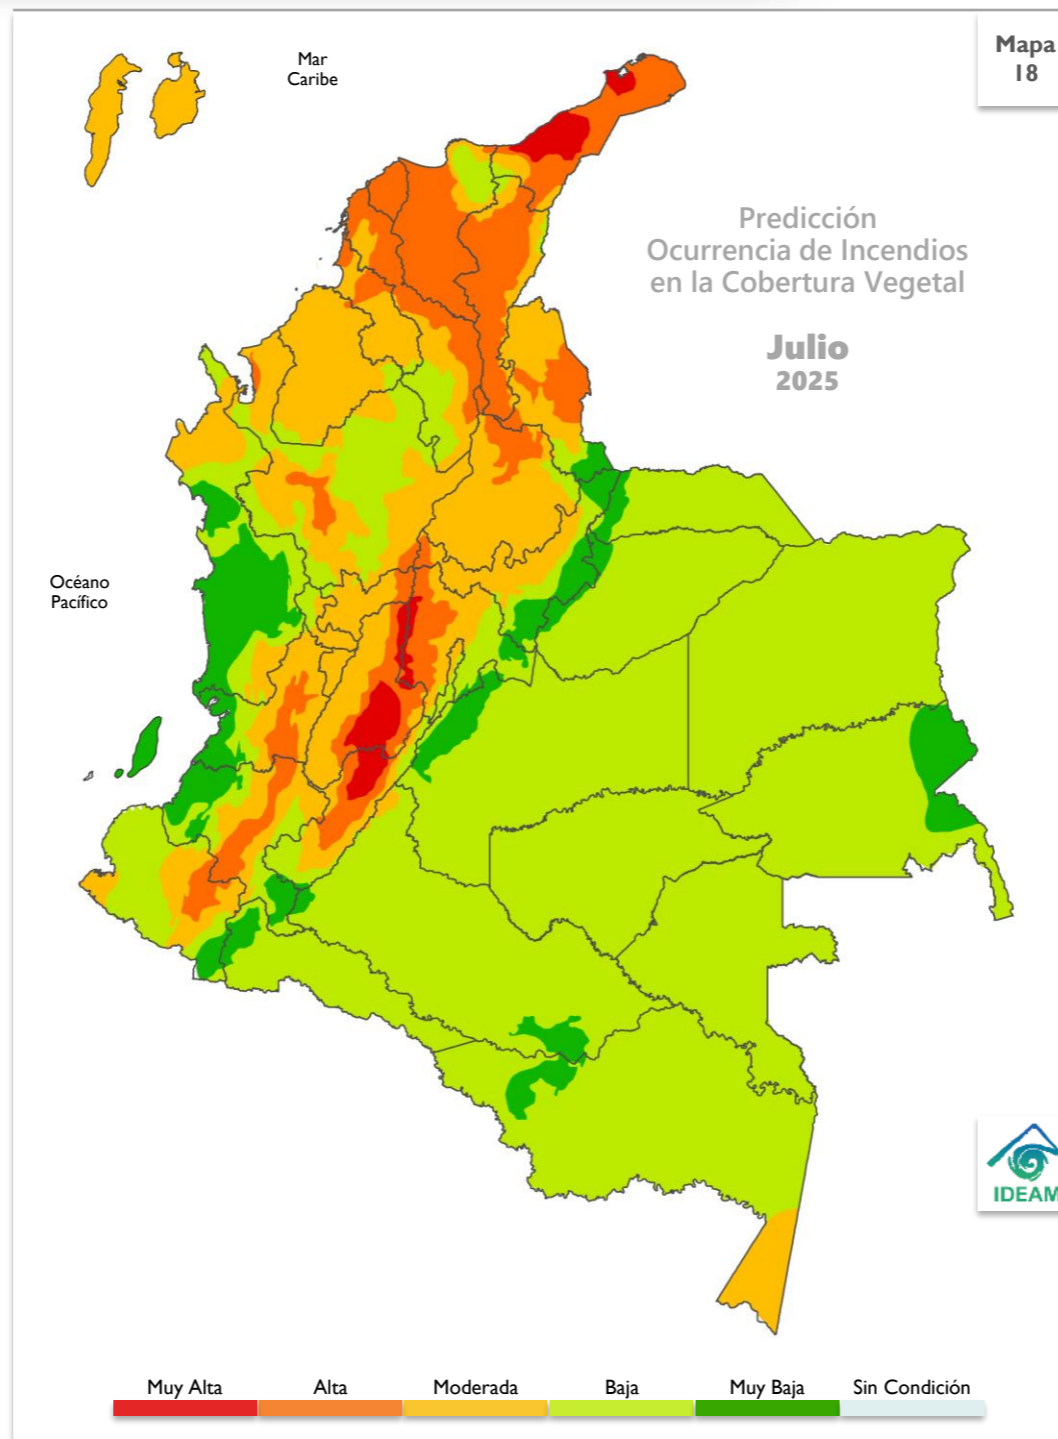 Mapa
18
Mar
Caribe
Predicción
Ocurrencia de Incendios
en la Cobertura Vegetal
Julio
2025
Océano
Pacífico
IDEAM
Muy Alta
Alta
Moderada
Baja
Muy Baja
Sin Condición